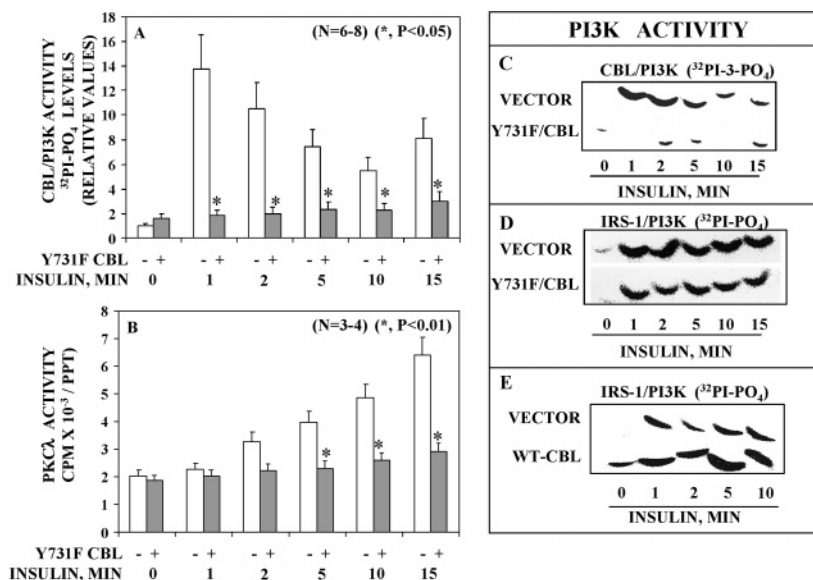 A
(N=6-8) (*, P<0.05)
CBL/PI3K ACTIVITY
³²PI-PO₄ LEVELS
(RELATIVE VALUES)
18
16
14
12
10
8
6
4
2
0
* * * * *
Y731F CBL - + - + - + - + - + - +
INSULIN, MIN 0 1 2 5 10 15
B
(N=3-4) (*, P<0.01)
PKCλ ACTIVITY
CPM X 10⁻³ / PPT
8
7
6
5
4
3
2
1
0
* * *
Y731F CBL - + - + - + - + - + - +
INSULIN, MIN 0 1 2 5 10 15
PI3K ACTIVITY
C
CBL/PI3K (³²PI-3-PO₄)
VECTOR
Y731F/CBL
0 1 2 5 10 15
INSULIN, MIN
D
IRS-1/PI3K (³²PI-PO₄)
VECTOR
Y731F/CBL
0 1 2 5 10 15
INSULIN, MIN
E
IRS-1/PI3K (³²PI-PO₄)
VECTOR
WT-CBL
0 1 2 5 10
INSULIN, MIN